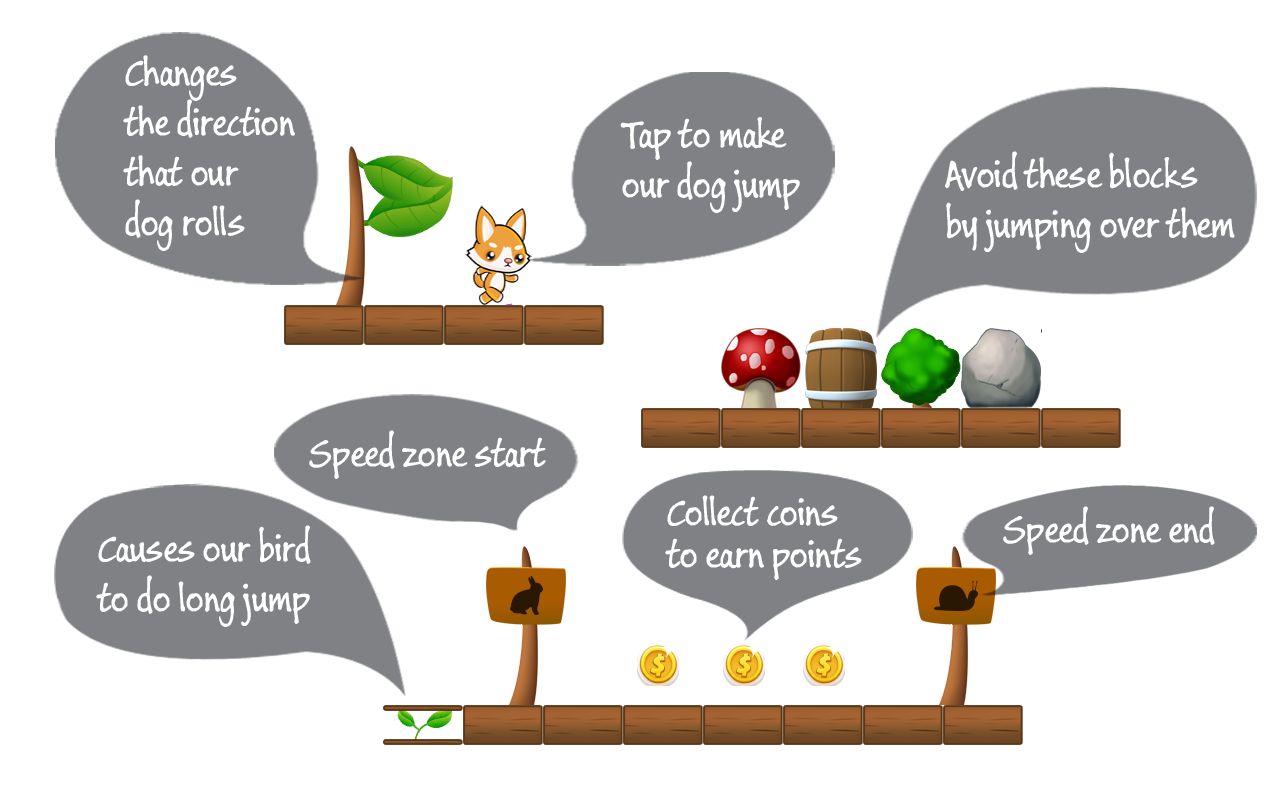 Changes
the direction
that our
dog rolls
Tap to make
our dog jump
Avoid these blocks
by jumping over them
Speed zone start
Causes our bird
to do long jump
Collect coins
to earn points
Speed zone end
$
$
$